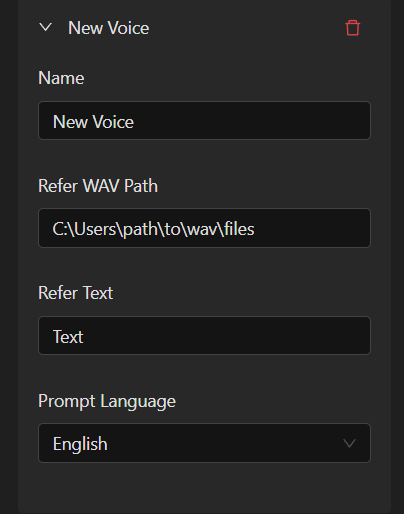 New Voice
Name
New Voice
Refer WAV Path
C:\Users\path\to\wav\files
Refer Text
Text
Prompt Language
English